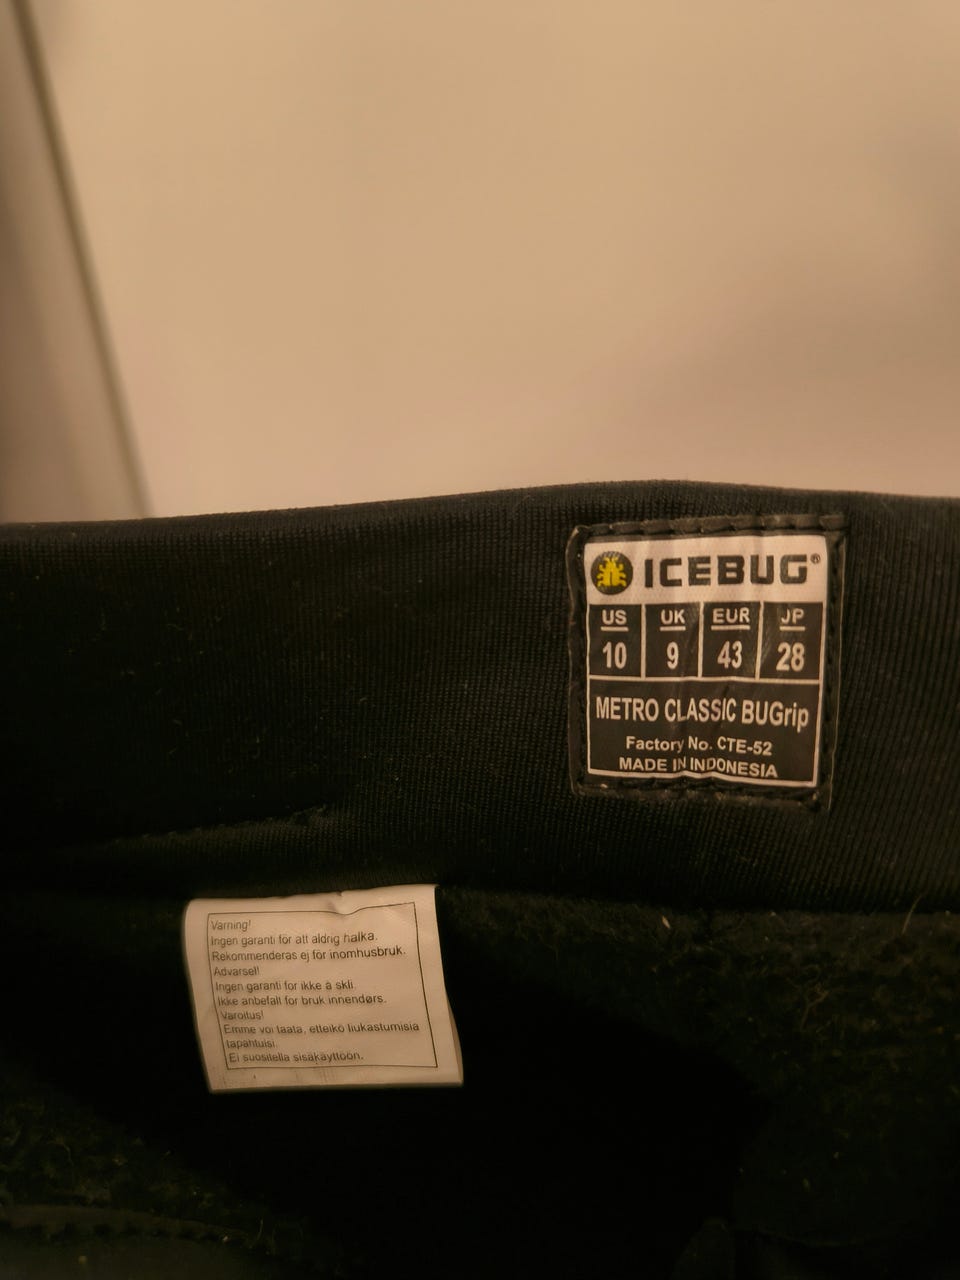 ICEBUG®
US UK EUR JP
10 9 43 28
METRO CLASSIC BUGrip
Factory No. CTE-52
MADE IN INDONESIA
Varning!
Ingen garanti för att aldrig halka.
Rekommenderas ej för inomhusbruk.
Advarsel!
Ingen garanti for ikke å skli.
Ikke anbefalt for bruk innendørs.
Varoitus!
Emme voi taata, etteikö liukastumisia
tapahtuisi.
Ei suositella sisäkäyttöön.